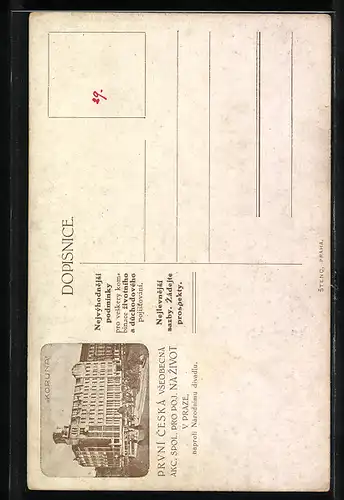 DOPISNICE.
29.
„KORUNA“
PRVNÍ ČESKÁ VŠEOBECNÁ
AKC. SPOL. PRO POJ. NA ŽIVOT
V PRAZE,
naproti Národnímu divadlu.
Nejvýhodnější
podmínky
pro veškery kom-
binace životního
a důchodového
pojišťování.
Nejlevnější
sazby. Žádejte
prospekty.
ŠTENC, PRAHA.